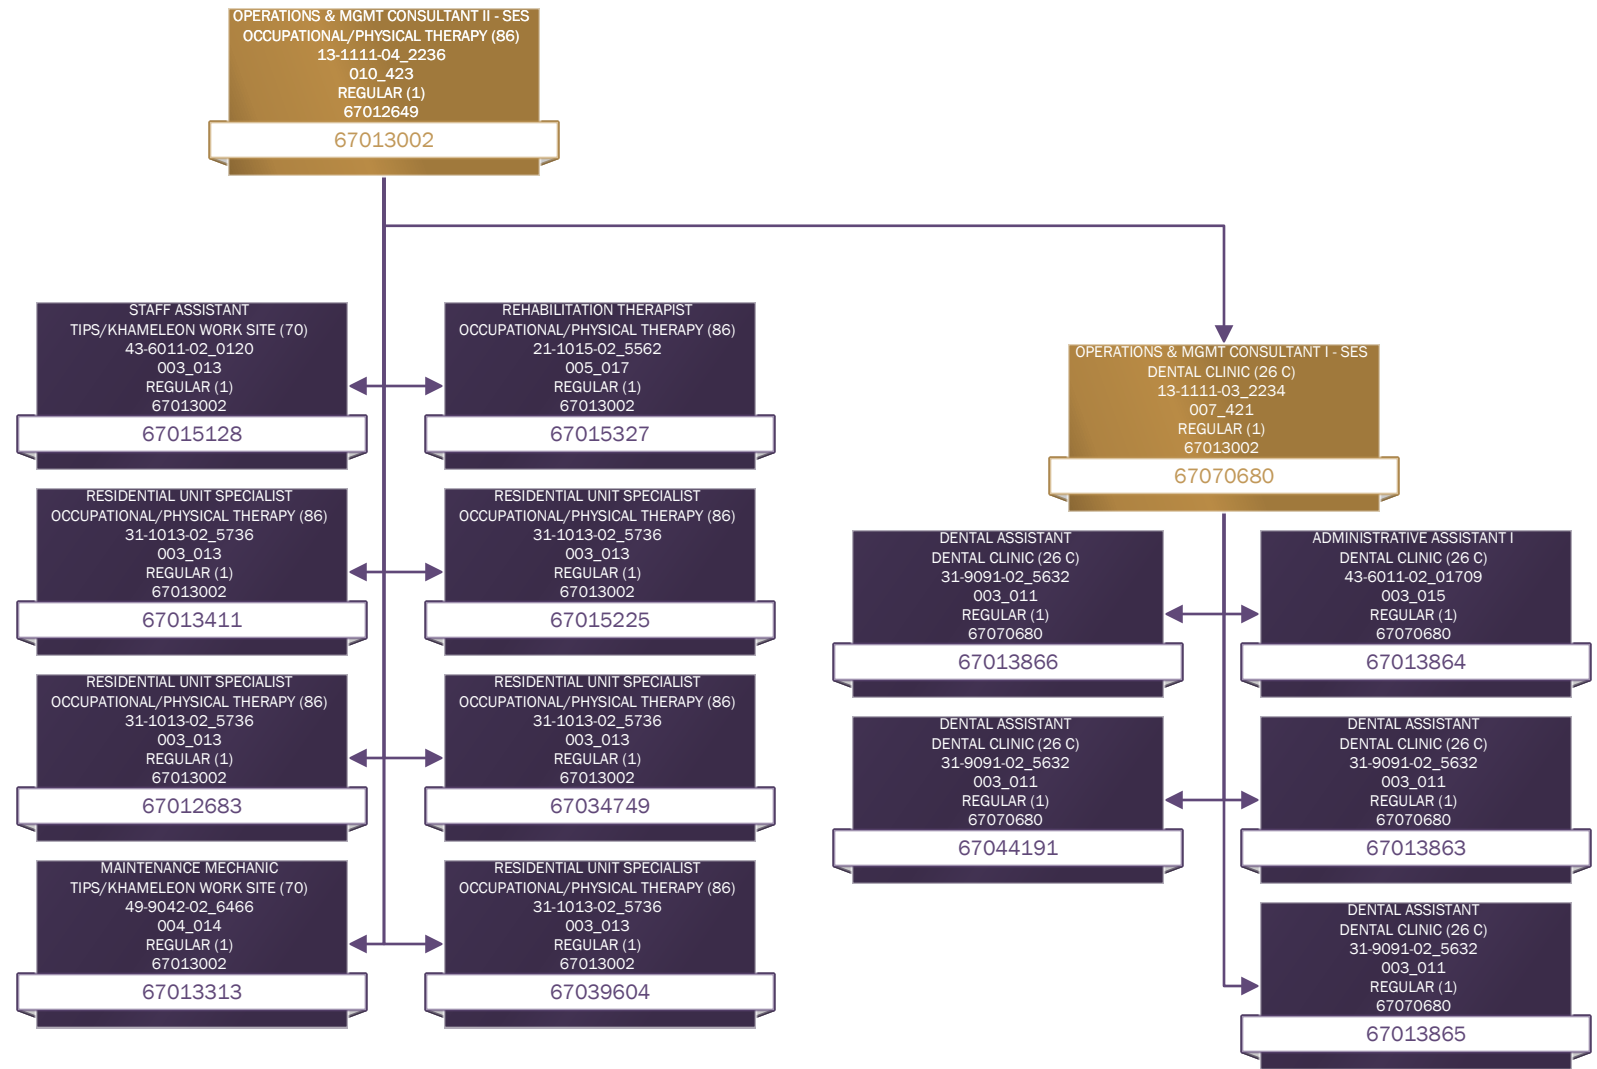 OPERATIONS & MGMT CONSULTANT II - SES
OCCUPATIONAL/PHYSICAL THERAPY (86)
13-1111-04_2236
010_423
REGULAR (1)
67012649
67013002
STAFF ASSISTANT
TIPS/KHAMELEON WORK SITE (70)
43-6011-02_0120
003_013
REGULAR (1)
67013002
67015128
REHABILITATION THERAPIST
OCCUPATIONAL/PHYSICAL THERAPY (86)
21-1015-02_5562
005_017
REGULAR (1)
67013002
67015327
RESIDENTIAL UNIT SPECIALIST
OCCUPATIONAL/PHYSICAL THERAPY (86)
31-1013-02_5736
003_013
REGULAR (1)
67013002
67013411
RESIDENTIAL UNIT SPECIALIST
OCCUPATIONAL/PHYSICAL THERAPY (86)
31-1013-02_5736
003_013
REGULAR (1)
67013002
67015225
RESIDENTIAL UNIT SPECIALIST
OCCUPATIONAL/PHYSICAL THERAPY (86)
31-1013-02_5736
003_013
REGULAR (1)
67013002
67012683
RESIDENTIAL UNIT SPECIALIST
OCCUPATIONAL/PHYSICAL THERAPY (86)
31-1013-02_5736
003_013
REGULAR (1)
67013002
67034749
MAINTENANCE MECHANIC
TIPS/KHAMELEON WORK SITE (70)
49-9042-02_6466
004_014
REGULAR (1)
67013002
67013313
RESIDENTIAL UNIT SPECIALIST
OCCUPATIONAL/PHYSICAL THERAPY (86)
31-1013-02_5736
003_013
REGULAR (1)
67013002
67039604
OPERATIONS & MGMT CONSULTANT I - SES
DENTAL CLINIC (26 C)
13-1111-03_2234
007_421
REGULAR (1)
67013002
67070680
DENTAL ASSISTANT
DENTAL CLINIC (26 C)
31-9091-02_5632
003_011
REGULAR (1)
67070680
67013866
ADMINISTRATIVE ASSISTANT I
DENTAL CLINIC (26 C)
43-6011-02_01709
003_015
REGULAR (1)
67070680
67013864
DENTAL ASSISTANT
DENTAL CLINIC (26 C)
31-9091-02_5632
003_011
REGULAR (1)
67070680
67044191
DENTAL ASSISTANT
DENTAL CLINIC (26 C)
31-9091-02_5632
003_011
REGULAR (1)
67070680
67013863
DENTAL ASSISTANT
DENTAL CLINIC (26 C)
31-9091-02_5632
003_011
REGULAR (1)
67070680
67013865